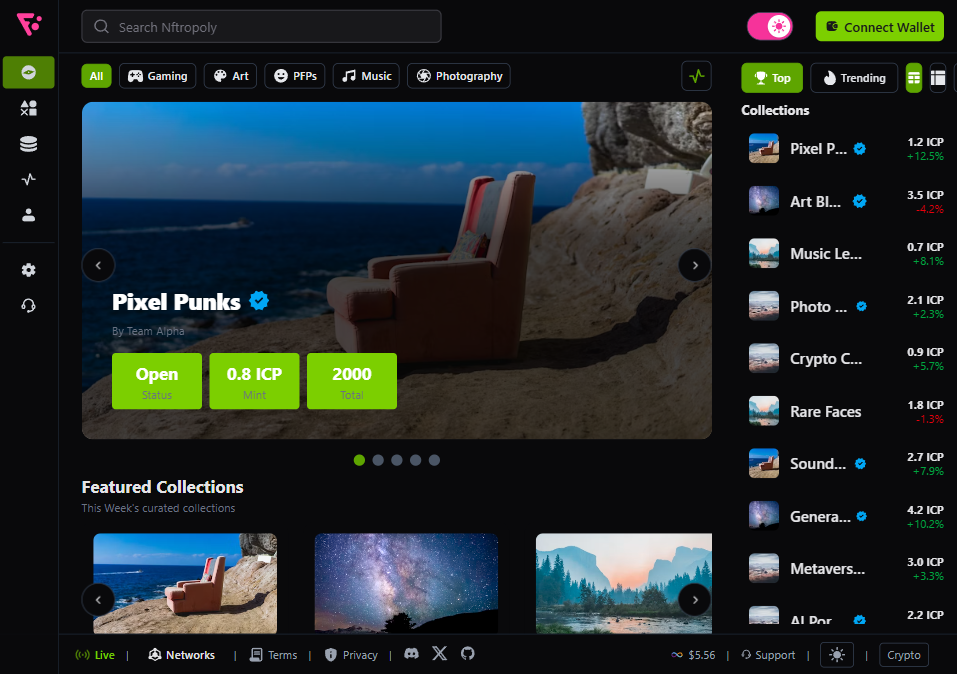 Search Nftropoly
Connect Wallet
All
Gaming
Art
PFPs
Music
Photography
Top
Trending
Collections
Pixel Punks
By Team Alpha
Open
Status
0.8 ICP
Mint
2000
Total
Featured Collections
This Week's curated collections
Pixel P...
1.2 ICP
+12.5%
Art Bl...
3.5 ICP
-4.2%
Music Le...
0.7 ICP
+8.1%
Photo ...
2.1 ICP
+2.3%
Crypto C...
0.9 ICP
+5.7%
Rare Faces
1.8 ICP
-1.3%
Sound...
2.7 ICP
+7.9%
Genera...
4.2 ICP
+10.2%
Metavers...
3.0 ICP
+3.3%
AI Por...
2.2 ICP
Live | Networks | Terms | Privacy |
$5.56 | Support | | Crypto